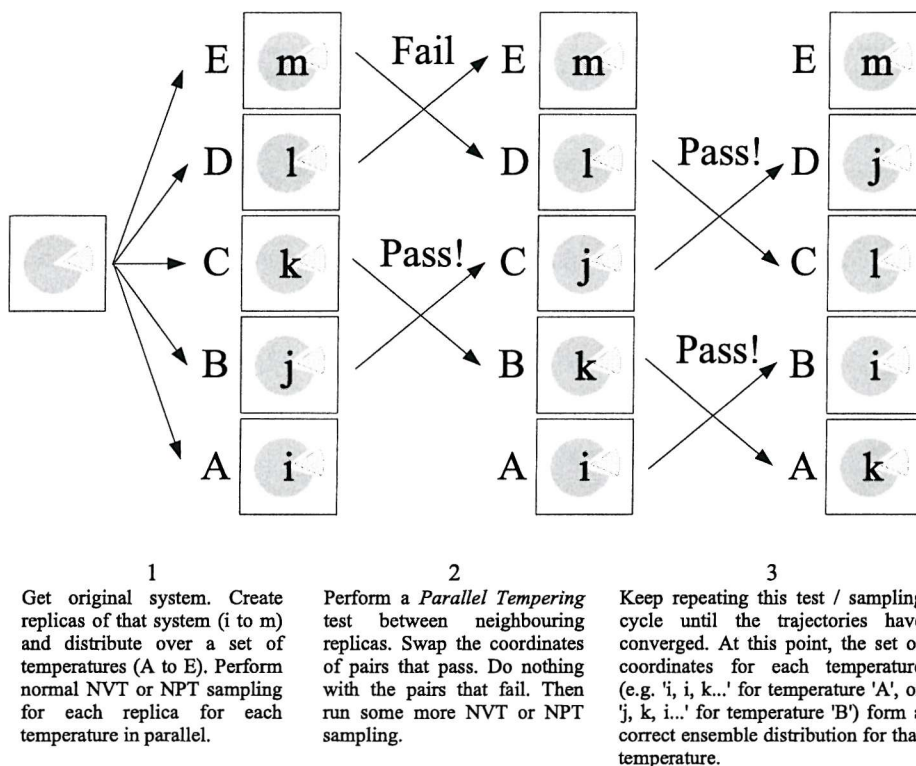 E m Fail E m E m
D l D l Pass! D j
C k Pass! C j C l
B j B k Pass! B i
A i A i A k
1
Get original system. Create
replicas of that system (i to m)
and distribute over a set of
temperatures (A to E). Perform
normal NVT or NPT sampling
for each replica for each
temperature in parallel.
2
Perform a Parallel Tempering
test between neighbouring
replicas. Swap the coordinates
of pairs that pass. Do nothing
with the pairs that fail. Then
run some more NVT or NPT
sampling.
3
Keep repeating this test / sampling
cycle until the trajectories have
converged. At this point, the set
coordinates for each temperature
(e.g. 'i, i, k...' for temperature 'A',
'j, k, i...' for temperature 'B') form
correct ensemble distribution for
temperature.